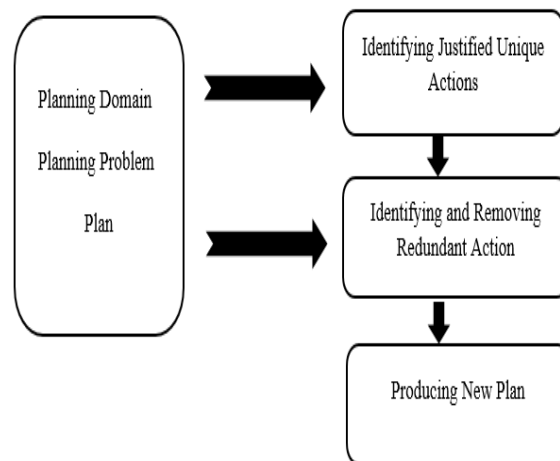 Planning Domain
Planning Problem
Plan
Identifying Justified Unique
Actions
Identifying and Removing
Redundant Action
Producing New Plan